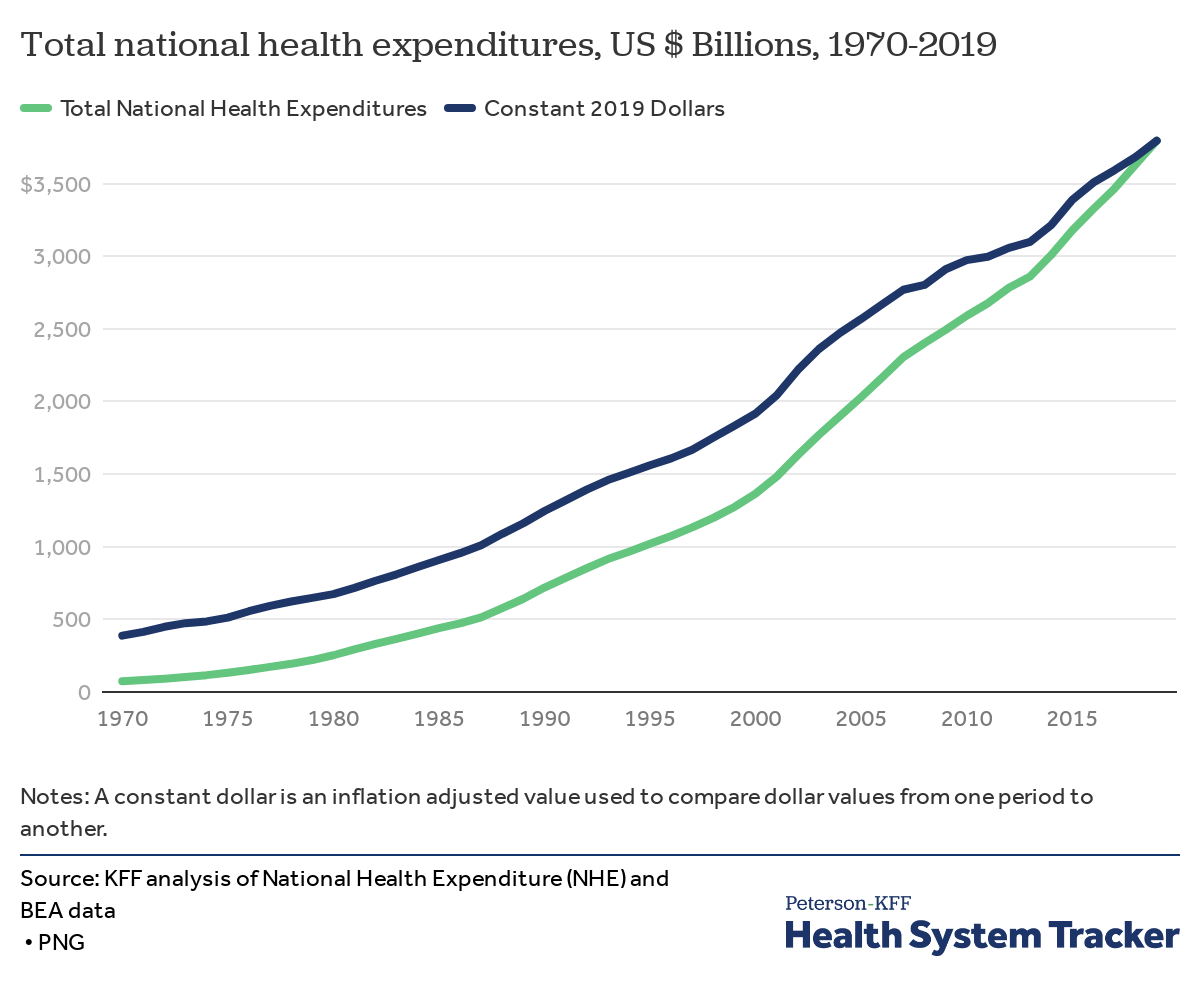 Total national health expenditures, US $ Billions, 1970-2019
Total National Health Expenditures Constant 2019 Dollars
$3,500
3,000
2,500
2,000
1,500
1,000
500
0
1970 1975 1980 1985 1990 1995 2000 2005 2010 2015
Notes: A constant dollar is an inflation adjusted value used to compare dollar values from one period to
another.
Source: KFF analysis of National Health Expenditure (NHE) and
BEA data
• PNG
Peterson-KFF
Health System Tracker